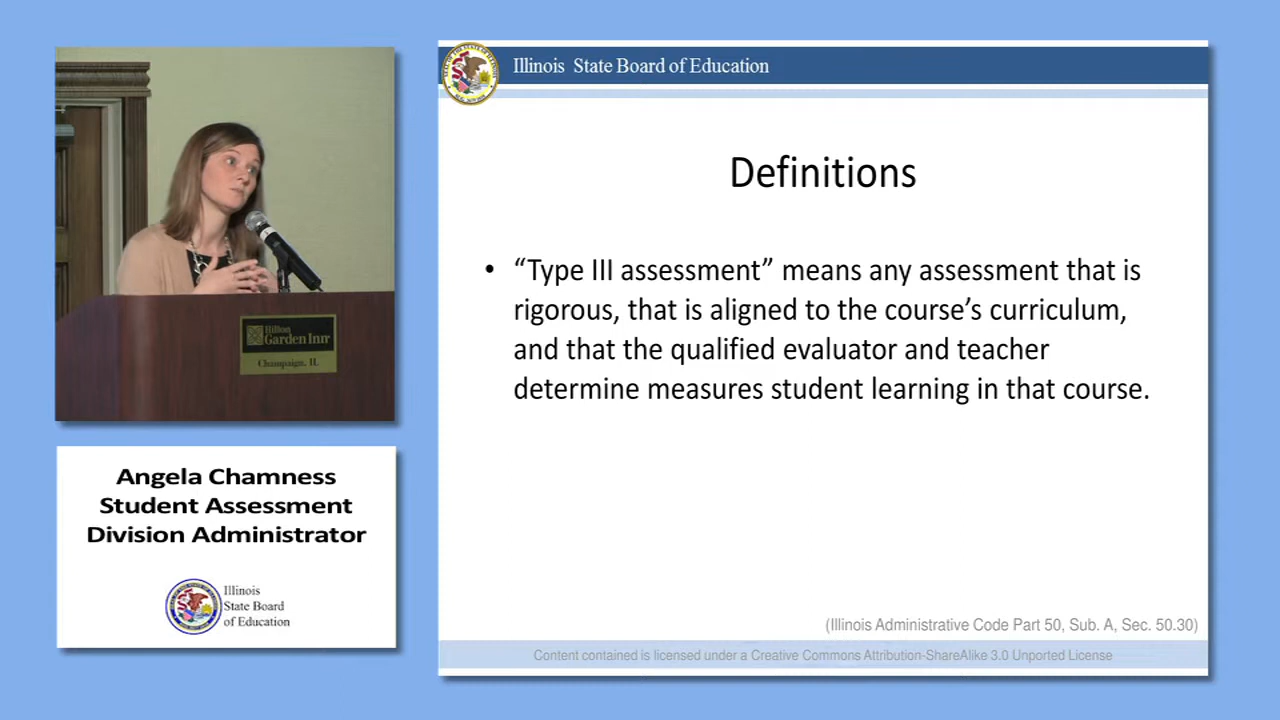 Hilton
Garden Inn
Champaign, IL
Angela Chamness
Student Assessment
Division Administrator
Illinois
State Board
of Education
Illinois State Board of Education
Definitions
• “Type III assessment” means any assessment that is
rigorous, that is aligned to the course’s curriculum,
and that the qualified evaluator and teacher
determine measures student learning in that course.
(Illinois Administrative Code Part 50, Sub. A, Sec. 50.30)
Content contained is licensed under a Creative Commons Attribution-ShareAlike 3.0 Unported License